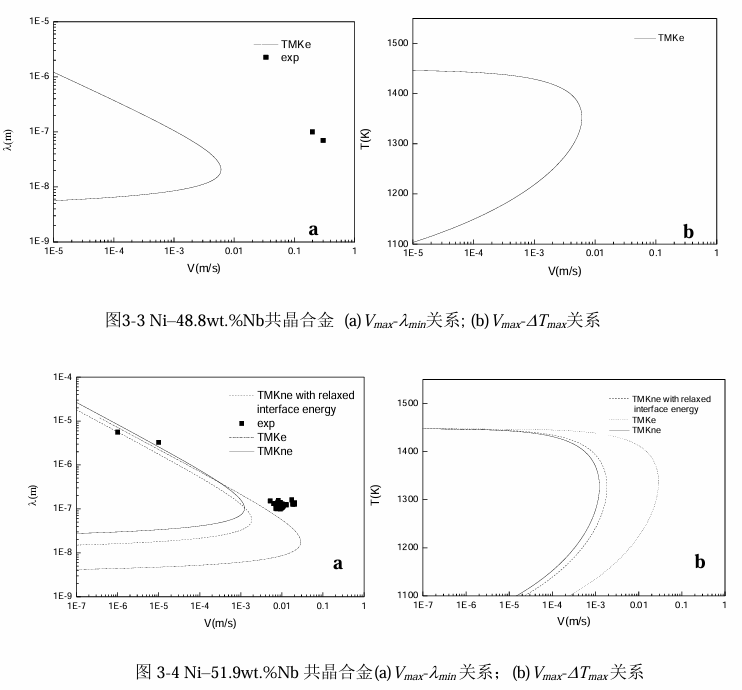 1E-5
1E-6
1E-7
1E-8
1E-9
λ(m)
1E-5 1E-4 1E-3 0.01 0.1 1
V(m/s)
TMKe
exp
a
1500
1400
1300
1200
1100
T(K)
1E-5 1E-4 1E-3 0.01 0.1 1
V(m/s)
TMKe
b
图3-3 Ni–48.8wt.%Nb共晶合金 (a)Vmax-λmin关系; (b)Vmax-ΔTmax关系
1E-4
1E-5
1E-6
1E-7
1E-8
1E-9
λ(m)
1E-7 1E-6 1E-5 1E-4 1E-3 0.01 0.1 1
V(m/s)
TMKne with relaxed
interface energy
exp
TMKe
TMKne
a
1500
1400
1300
1200
1100
T(K)
1E-7 1E-6 1E-5 1E-4 1E-3 0.01 0.1 1
V(m/s)
TMKne with relaxed
interface energy
TMKe
TMKne
b
图 3-4 Ni–51.9wt.%Nb 共晶合金(a)Vmax-λmin关系；(b)Vmax-ΔTmax关系